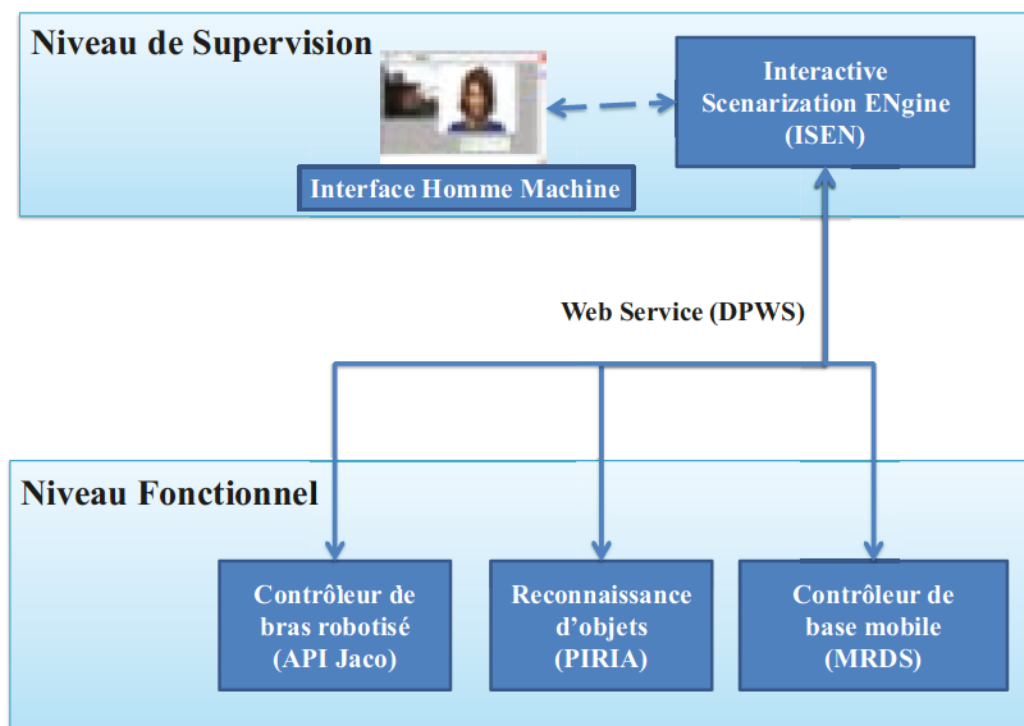 Niveau de Supervision
Interactive
Scenarization ENgine
(ISEN)
Interface Homme Machine
Web Service (DPWS)
Niveau Fonctionnel
Contrôleur de
bras robotisé
(API Jaco)
Reconnaissance
d’objets
(PIRIA)
Contrôleur de
base mobile
(MRDS)